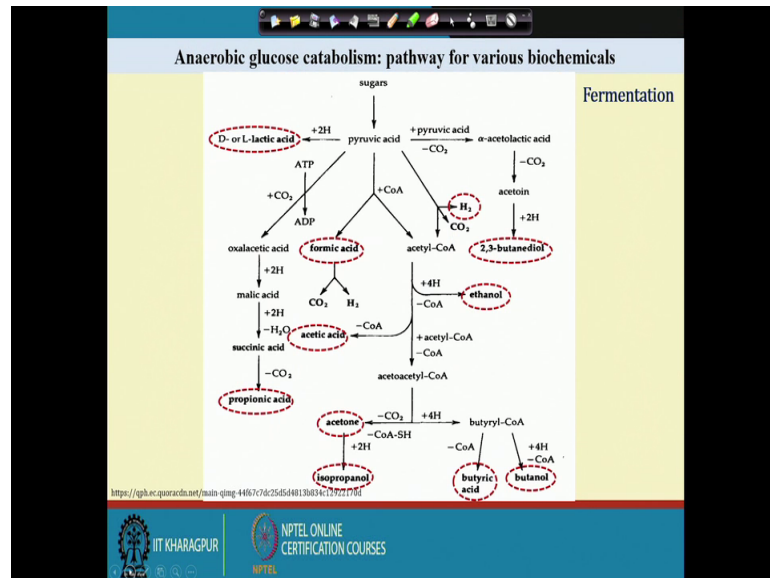 Anaerobic glucose catabolism: pathway for various biochemicals
Fermentation
sugars
D- or L-lactic acid
+2H
pyruvic acid
+pyruvic acid
−CO₂
α-acetolactic acid
−CO₂
acetoin
+2H
2,3-butanediol
ATP
ADP
+CO₂
+CoA
H₂
CO₂
oxalacetic acid
formic acid
acetyl-CoA
+2H
malic acid
+2H
−H₂O
succinic acid
−CO₂
propionic acid
CO₂
H₂
+4H
−CoA
ethanol
−CoA
acetic acid
+acetyl-CoA
−CoA
acetoacetyl-CoA
acetone
−CO₂
−CoA-SH
+4H
butyryl-CoA
+2H
isopropanol
−CoA
butyric
acid
+4H
−CoA
butanol
IIT KHARAGPUR
NPTEL
NPTEL ONLINE
CERTIFICATION COURSES